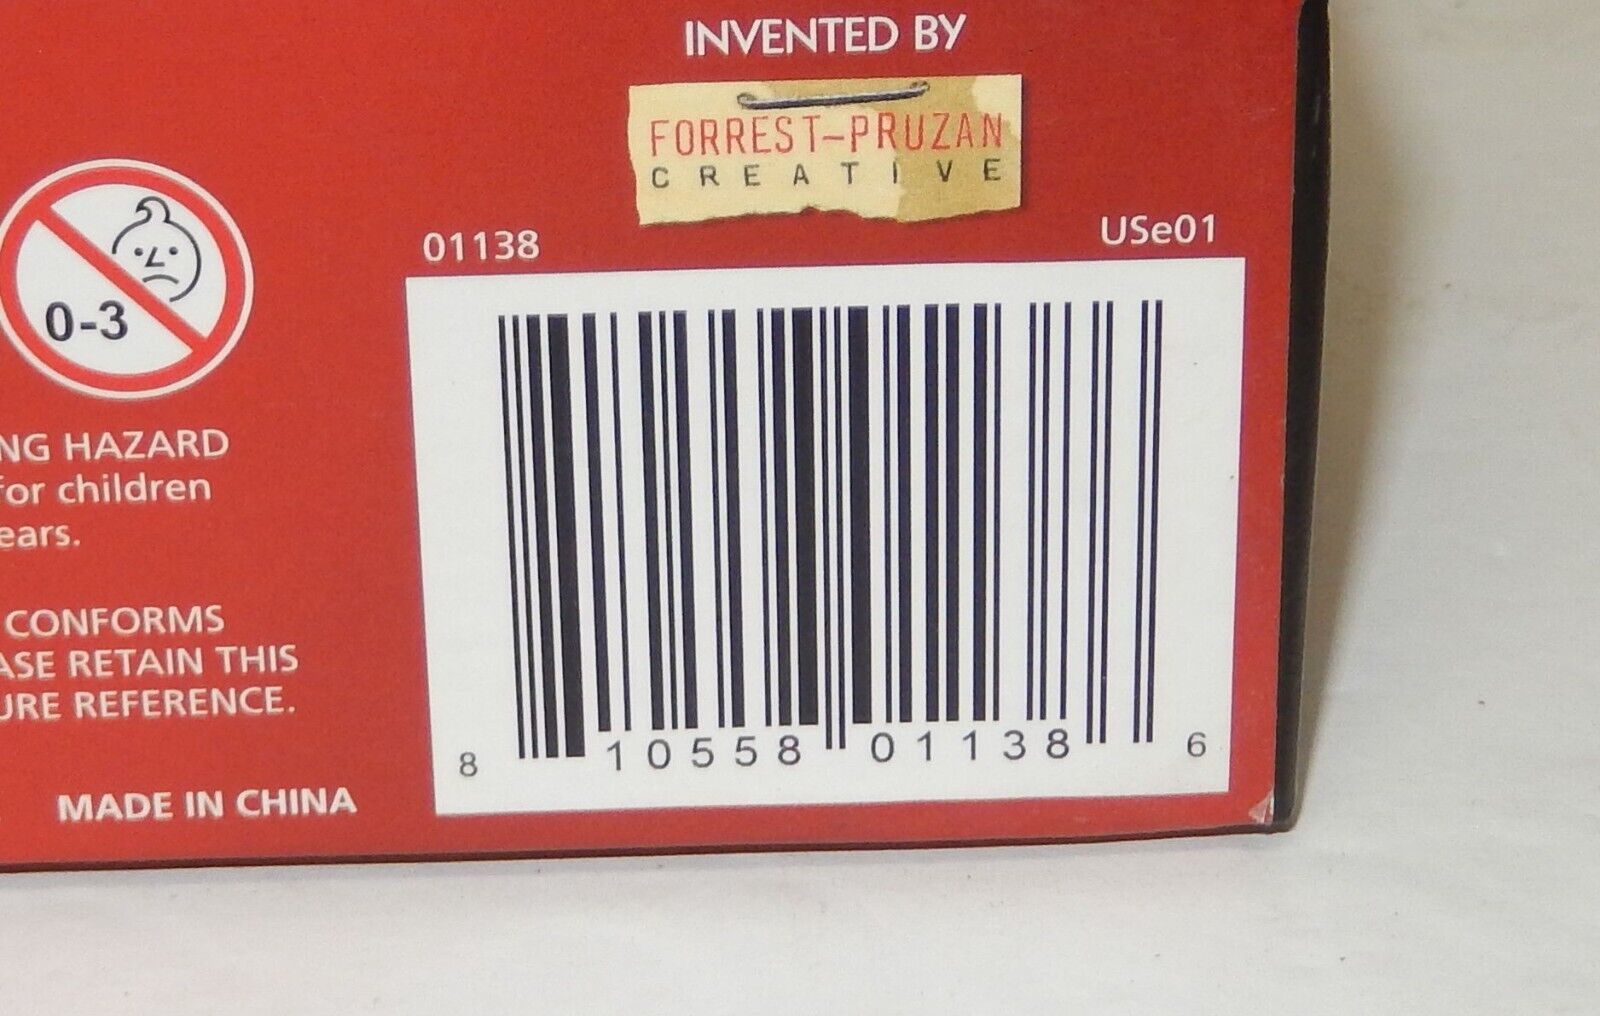 INVENTED BY
FORREST-PRUZAN
CREATIVE
01138
USe01
0-3
NG HAZARD
for children
ears.
CONFORMS
ASE RETAIN THIS
URE REFERENCE.
MADE IN CHINA
8 10558 01138 6